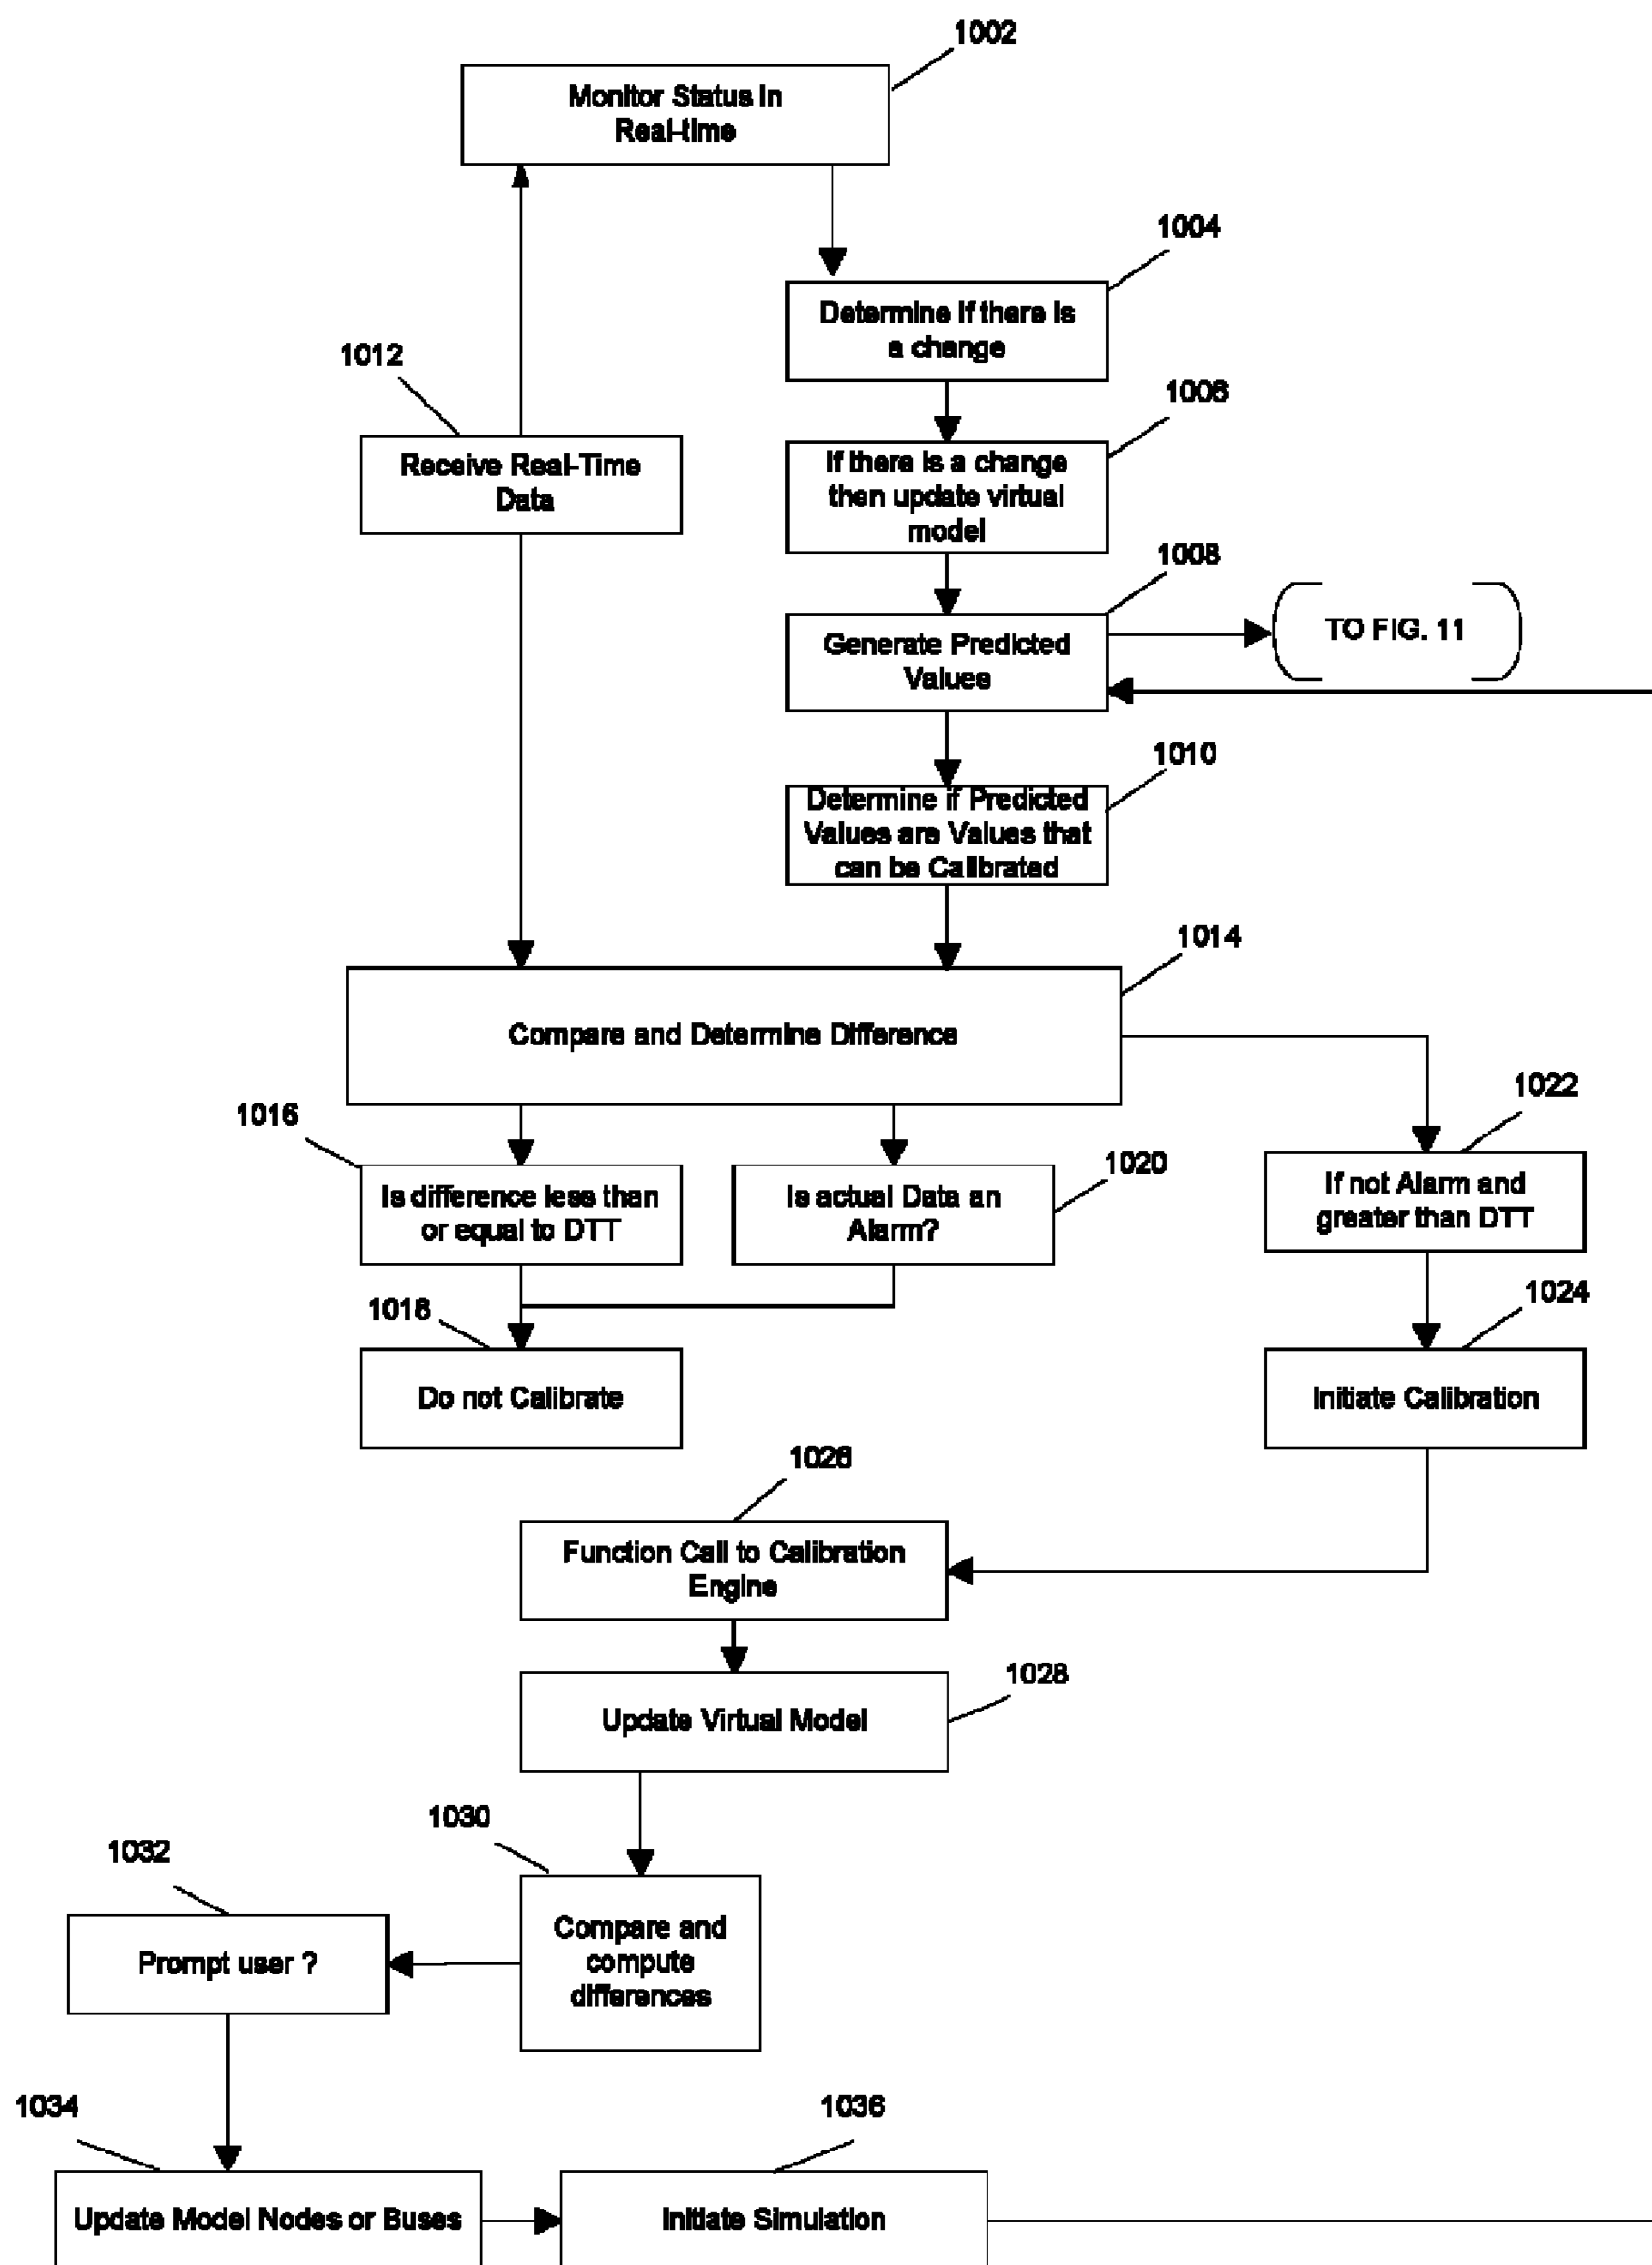 1002
Monitor Status in
Real-time
1004
Determine if there is
a change
1012
1006
Receive Real-Time
Data
If there is a change
then update virtual
model
1008
Generate Predicted
Values
TO FIG. 11
1010
Determine if Predicted
Values are Values that
can be Calibrated
1014
Compare and Determine Difference
1016
1022
Is difference less than
or equal to DTT
Is actual Data an
Alarm?
1020
If not Alarm and
greater than DTT
1018
1024
Do not Calibrate
Initiate Calibration
1026
Function Call to Calibration
Engine
1028
Update Virtual Model
1030
1032
Compare and
compute
differences
Prompt user ?
1034
1036
Update Model Nodes or Buses
Initiate Simulation